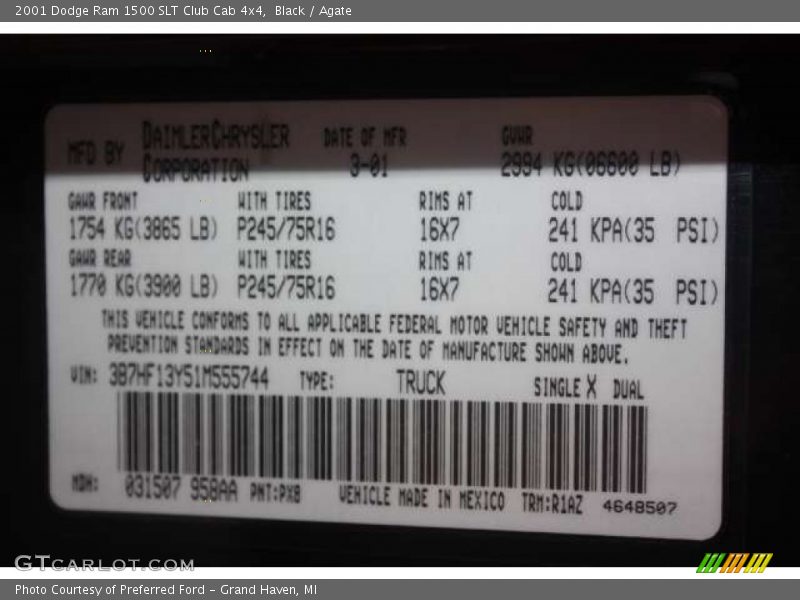 2001 Dodge Ram 1500 SLT Club Cab 4x4,  Black / Agate
MFD BY DAIMLERCHRYSLER CORPORATION DATE OF MFR 3-01 GVWR 2994 KG(06600 LB)
GAWR FRONT WITH TIRES RIMS AT COLD
1754 KG(3865 LB) P245/75R16 16X7 241 KPA(35 PSI)
GAWR REAR WITH TIRES RIMS AT COLD
1770 KG(3900 LB) P245/75R16 16X7 241 KPA(35 PSI)
THIS VEHICLE CONFORMS TO ALL APPLICABLE FEDERAL MOTOR VEHICLE SAFETY AND THEFT
PREVENTION STANDARDS IN EFFECT ON THE DATE OF MANUFACTURE SHOWN ABOVE.
VIN: 3B7HF13Y51M555744 TYPE: TRUCK SINGLE X DUAL
MDH: 031507 958AA PNT:PX8 VEHICLE MADE IN MEXICO TRM:R1AZ 4648507
GTCARLOT.COM
Photo Courtesy of Preferred Ford – Grand Haven, MI